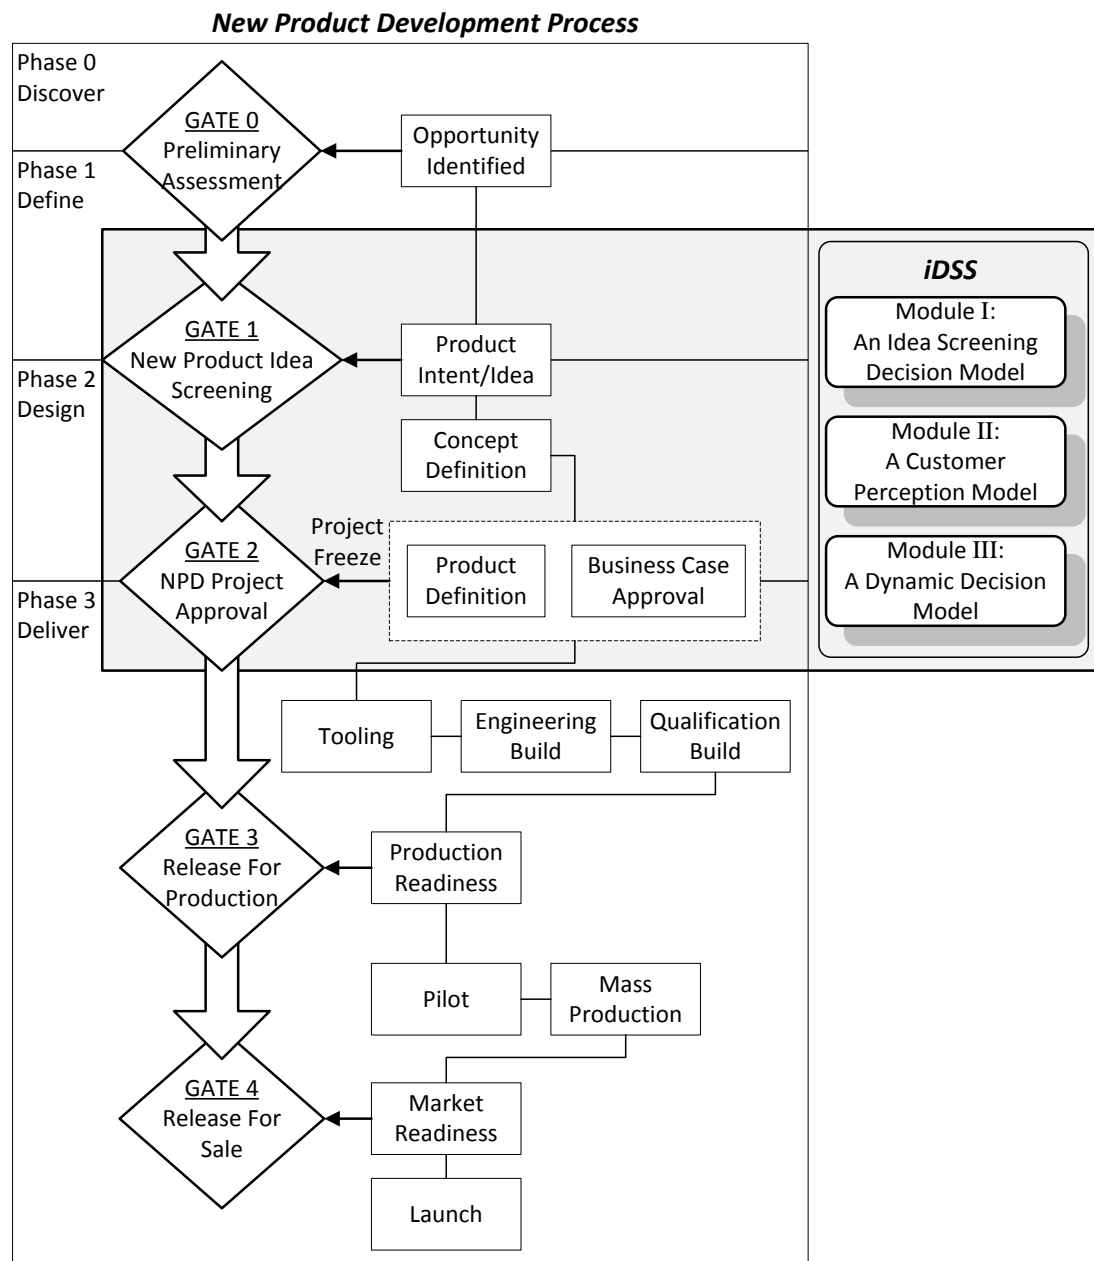 New Product Development Process
Phase 0
Discover
GATE 0
Preliminary
Assessment
Opportunity
Identified
Phase 1
Define
iDSS
Module I:
An Idea Screening
Decision Model
GATE 1
New Product Idea
Screening
Product
Intent/Idea
Phase 2
Design
Concept
Definition
Module II:
A Customer
Perception Model
Project
Freeze
GATE 2
NPD Project
Approval
Product
Definition
Business Case
Approval
Module III:
A Dynamic Decision
Model
Phase 3
Deliver
Tooling
Engineering
Build
Qualification
Build
GATE 3
Release For
Production
Production
Readiness
Pilot
Mass
Production
GATE 4
Release For
Sale
Market
Readiness
Launch